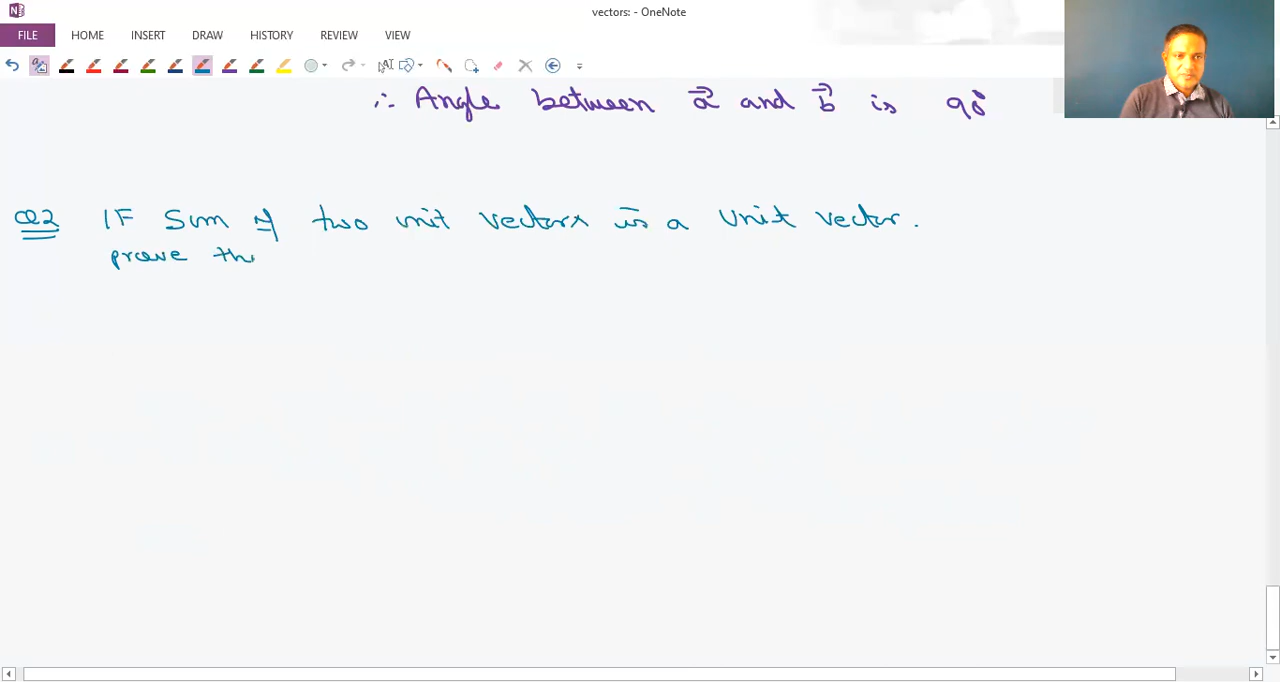 vectors: - OneNote
FILE HOME INSERT DRAW HISTORY REVIEW VIEW
∴ Angle between a⃗ and b⃗ is 90°
Q2 IF Sum of two unit vectors is a Unit vector.
prove th